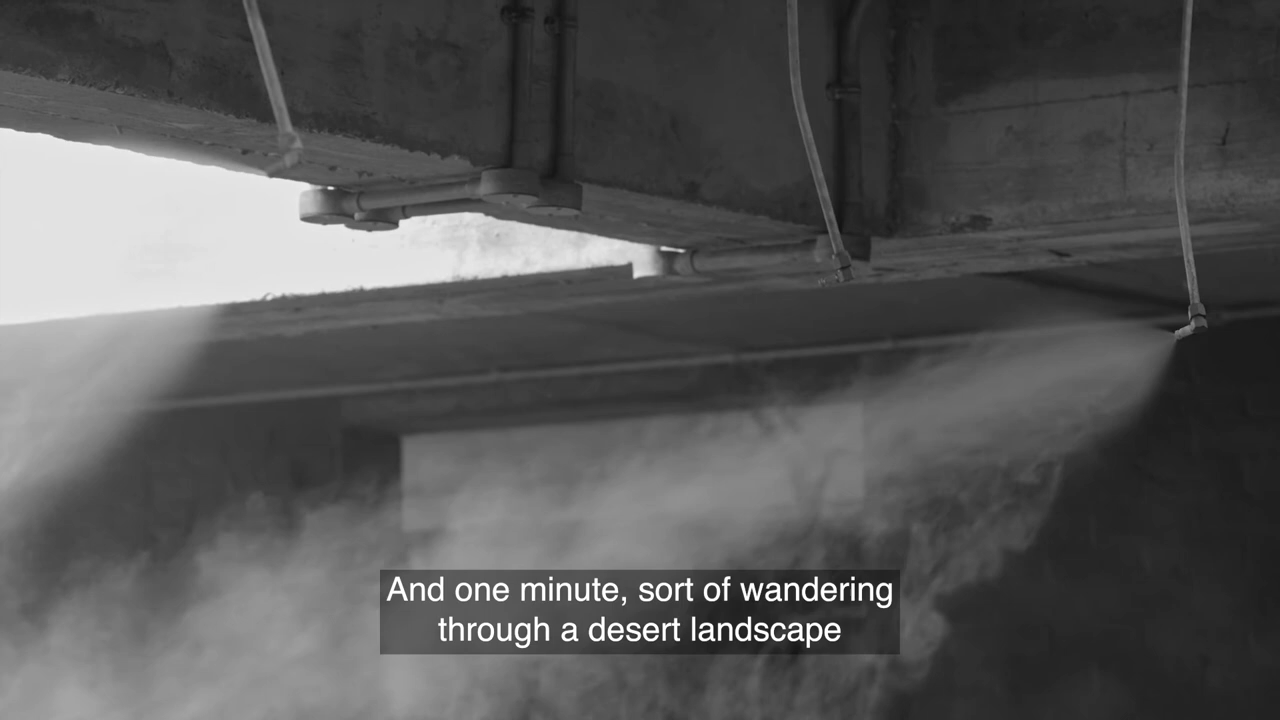 And one minute, sort of wandering
through a desert landscape